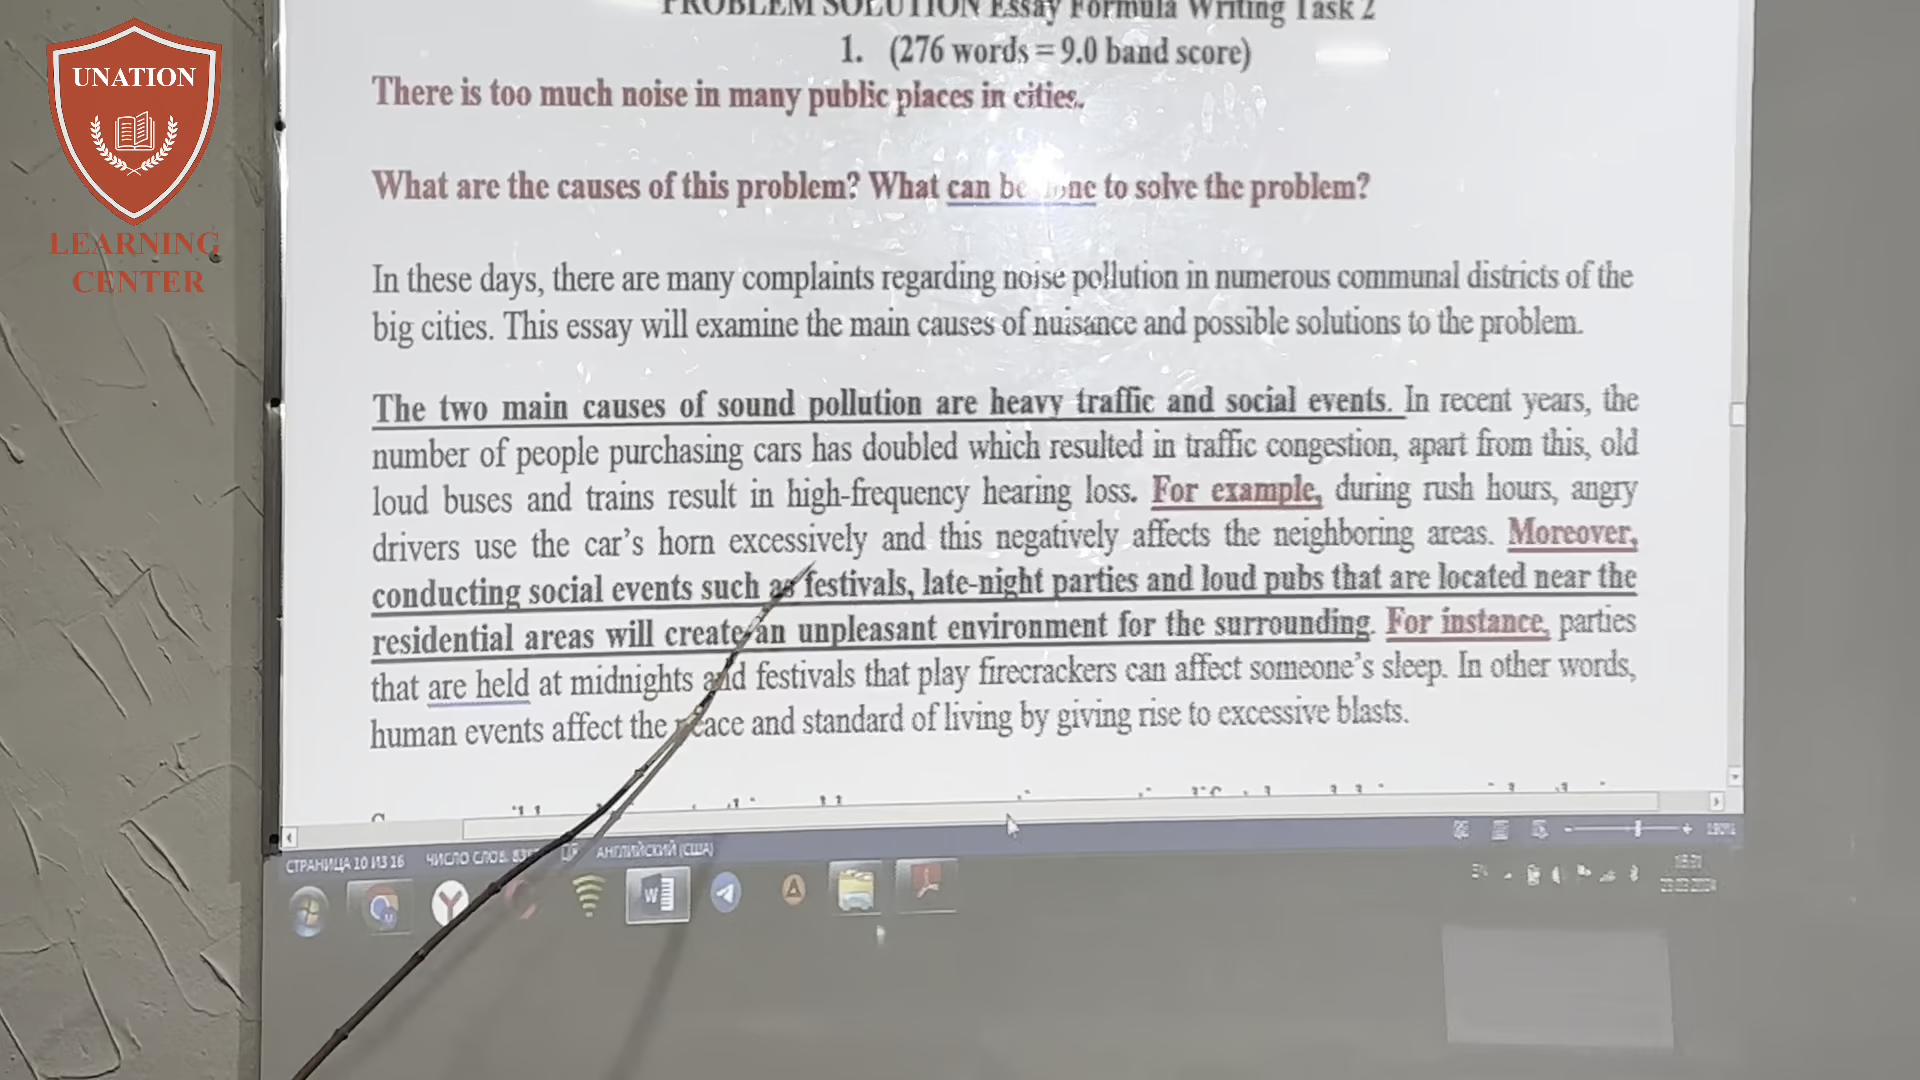 UNATION
LEARNING
CENTER
PROBLEM SOLUTION Essay Formula Writing Task 2
1. (276 words = 9.0 band score)
There is too much noise in many public places in cities.
What are the causes of this problem? What can be done to solve the problem?
In these days, there are many complaints regarding noise pollution in numerous communal districts of the
big cities. This essay will examine the main causes of nuisance and possible solutions to the problem.
The two main causes of sound pollution are heavy traffic and social events. In recent years, the
number of people purchasing cars has doubled which resulted in traffic congestion, apart from this, old
loud buses and trains result in high-frequency hearing loss. For example, during rush hours, angry
drivers use the car's horn excessively and this negatively affects the neighboring areas. Moreover,
conducting social events such as festivals, late-night parties and loud pubs that are located near the
residential areas will create an unpleasant environment for the surrounding. For instance, parties
that are held at midnights and festivals that play firecrackers can affect someone's sleep. In other words,
human events affect the peace and standard of living by giving rise to excessive blasts.
СТРАНИЦА 10 ИЗ 16 ЧИСЛО СЛОВ: АНГЛИЙСКИЙ (США)
W
EN